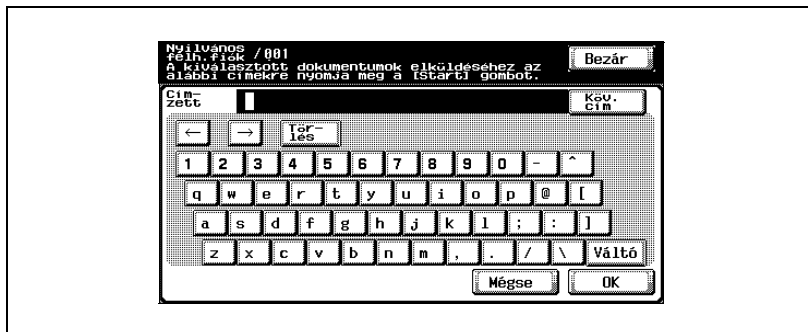 Nyilvános
félh.fiók /001
A kiválasztott dokumentumok elküldéséhez az
alábbi címekre nyomja meg a [Start] gombot.
Bezár
Cím-
zett
Köv.
cím
← → Tör-
lés
1 2 3 4 5 6 7 8 9 0 - ^
q w e r t y u i o p @ [
a s d f g h j k l ; : ]
z x c v b n m , . / \ Váltó
Mégse OK